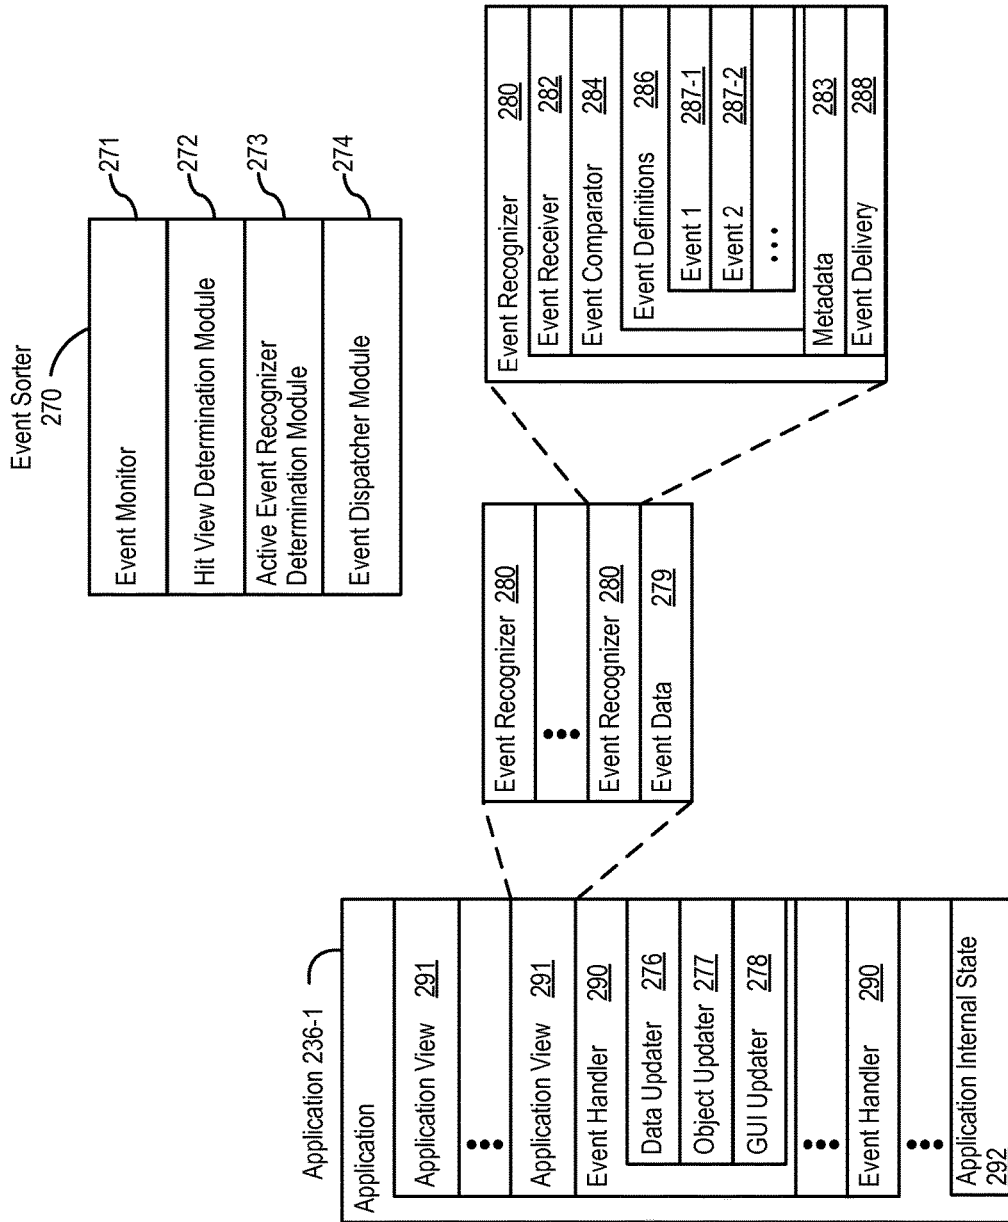 Event Sorter
270
Event Monitor
271
Hit View Determination Module
272
Active Event Recognizer
Determination Module
273
Event Dispatcher Module
274
Application 236-1
Application
Application View 291
•••
Application View 291
Event Handler 290
Data Updater 276
Object Updater 277
GUI Updater 278
•••
Event Handler 290
•••
Application Internal State
292
Event Recognizer 280
•••
Event Recognizer 280
Event Data 279
Event Recognizer 280
Event Receiver 282
Event Comparator 284
Event Definitions 286
Event 1 287-1
Event 2 287-2
•••
Metadata 283
Event Delivery 288